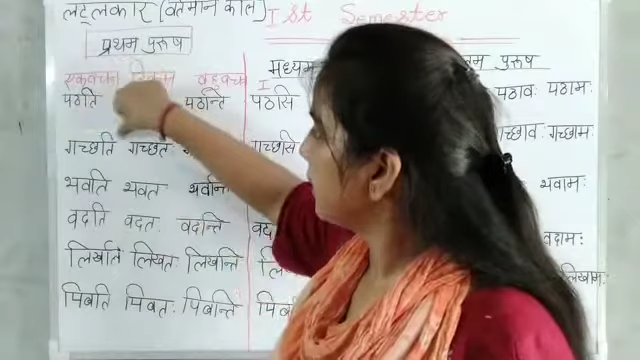 लट्लकार (वर्तमान काल) Ist Semester
प्रथम पुरुष मध्यम पुरुष
एकवचन बहुवचन
पठति पठन्ति पठसि पठावः पठामः
गच्छति गच्छतः गच्छसि गच्छावः गच्छामः
भवति भवतः भवन्ति भवामः
वदति वदतः वदन्ति वदामः
लिखति लिखतः लिखन्ति लिखामः
पिबति पिबतः पिबन्ति